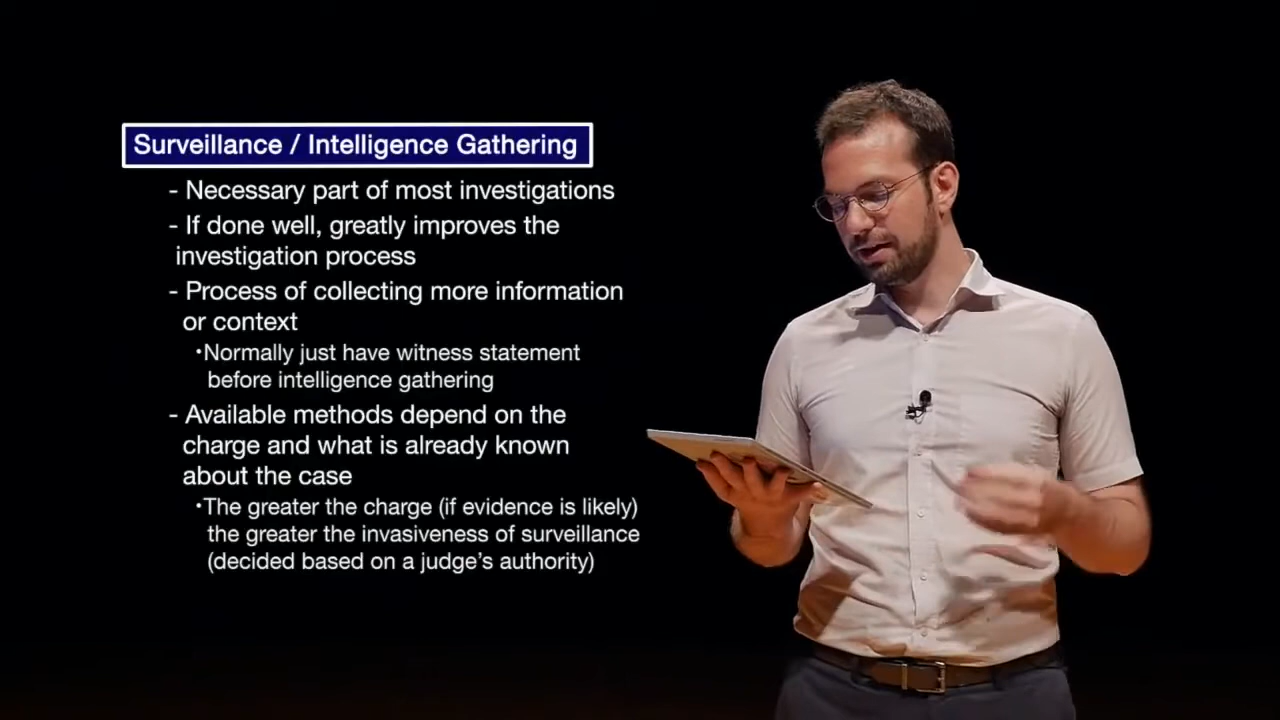 Surveillance / Intelligence Gathering
- Necessary part of most investigations
- If done well, greatly improves the
investigation process
- Process of collecting more information
or context
•Normally just have witness statement
before intelligence gathering
- Available methods depend on the
charge and what is already known
about the case
•The greater the charge (if evidence is likely)
the greater the invasiveness of surveillance
(decided based on a judge’s authority)